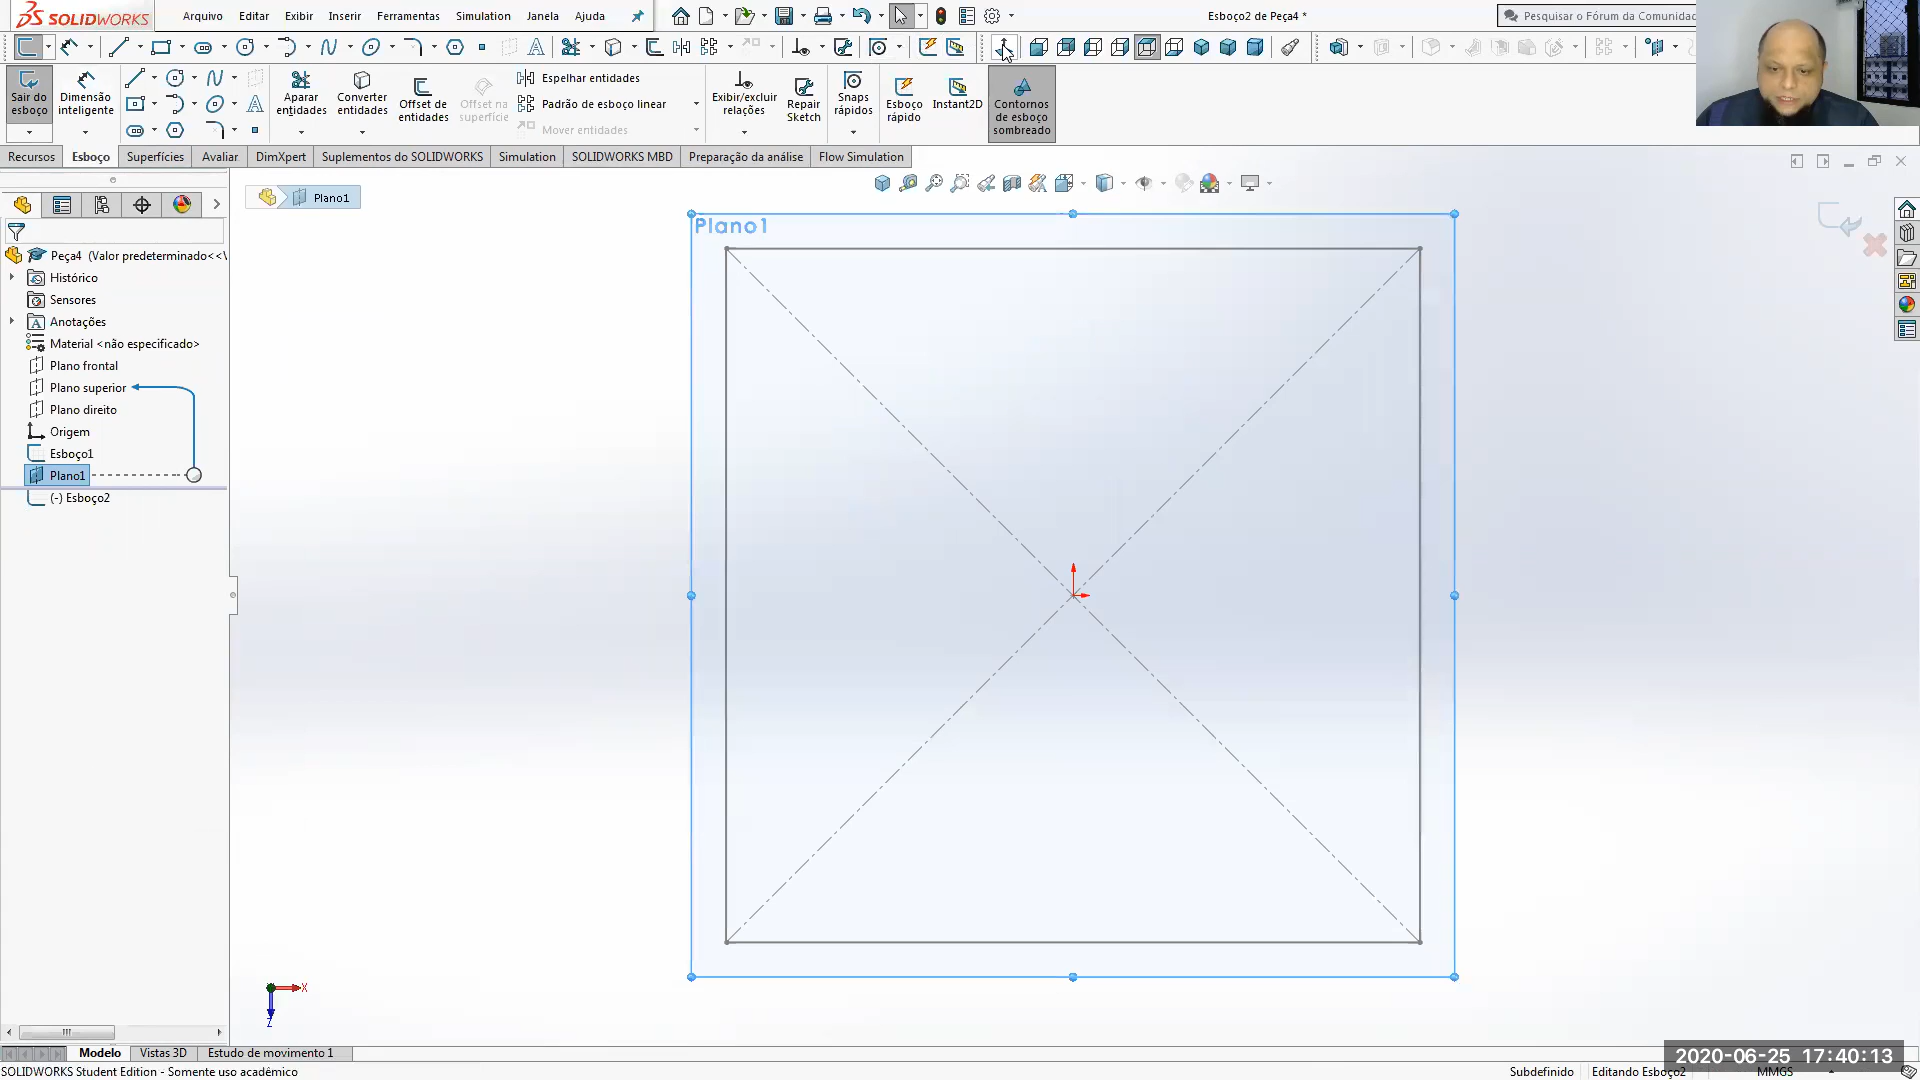 SOLIDWORKS
Arquivo Editar Exibir Inserir Ferramentas Simulation Janela Ajuda
Esboço2 de Peça4 *
Pesquisar o Fórum da Comunidad
Sair do esboço
Dimensão inteligente
Aparar entidades
Converter entidades
Offset de entidades
Offset na superfície
Espelhar entidades
Padrão de esboço linear
Mover entidades
Exibir/excluir relações
Repair Sketch
Snaps rápidos
Esboço rápido
Instant2D
Contornos de esboço sombreado
Recursos Esboço Superfícies Avaliar DimXpert Suplementos do SOLIDWORKS Simulation SOLIDWORKS MBD Preparação da análise Flow Simulation
Plano1
Plano1
Peça4 (Valor predeterminado<<\
Histórico
Sensores
Anotações
Material <não especificado>
Plano frontal
Plano superior
Plano direito
Origem
Esboço1
Plano1
(-) Esboço2
X
Z
Modelo Vistas 3D Estudo de movimento 1
2020-06-25 17:40:13
SOLIDWORKS Student Edition - Somente uso acadêmico
Subdefinido Editando Esboço2 MMGS